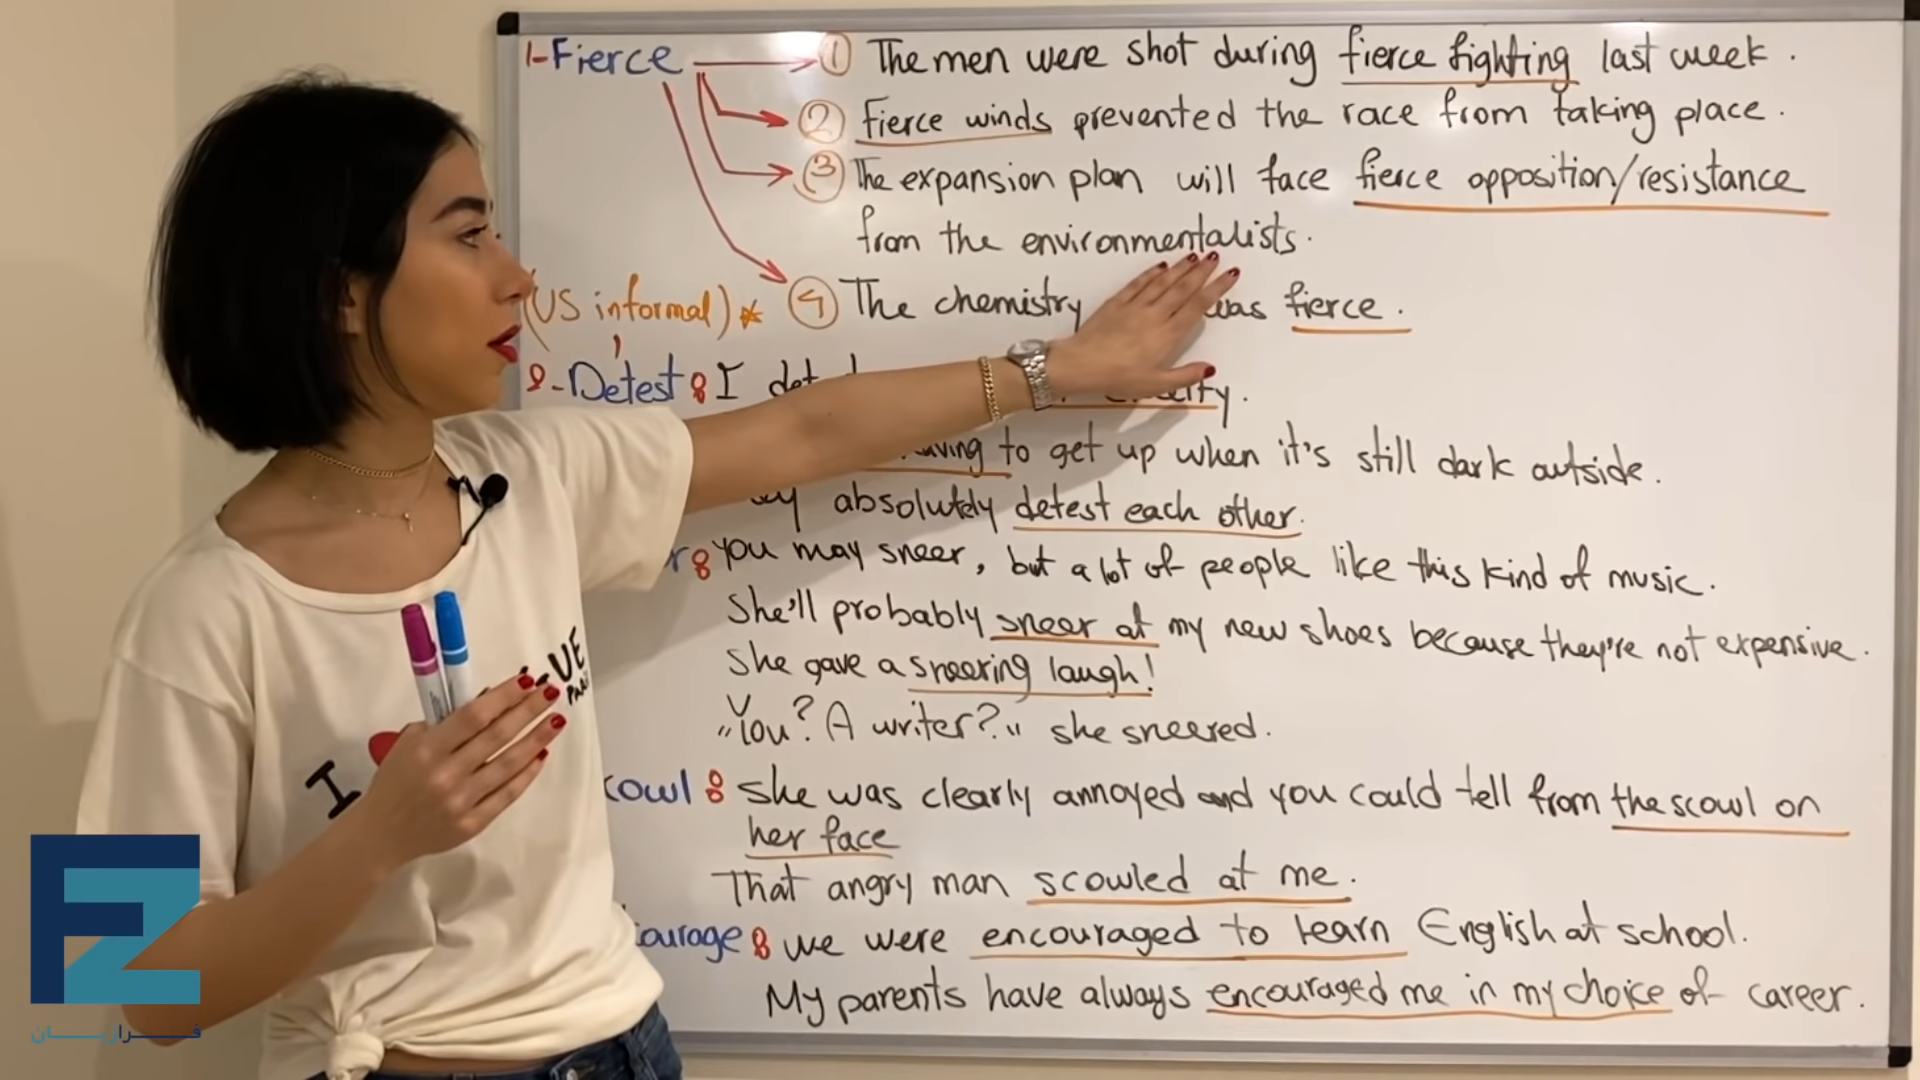 1-Fierce ① The men were shot during fierce fighting last week.
② Fierce winds prevented the race from taking place.
③ The expansion plan will face fierce opposition/resistance
from the environmentalists.
(US informal) * ④ The chemistry was fierce.
Detest: I
to get up when it's still dark outside.
absolutely detest each other.
You may sneer, but a lot of people like this kind of music.
She'll probably sneer at my new shoes because they're not expensive.
She gave a sneering laugh!
"You? A writer?" she sneered.
she was clearly annoyed and you could tell from the scowl on
her face
That angry man scowled at me.
we were encouraged to learn English at school.
My parents have always encouraged me in my choice of career.
I
FZ
فرازبان